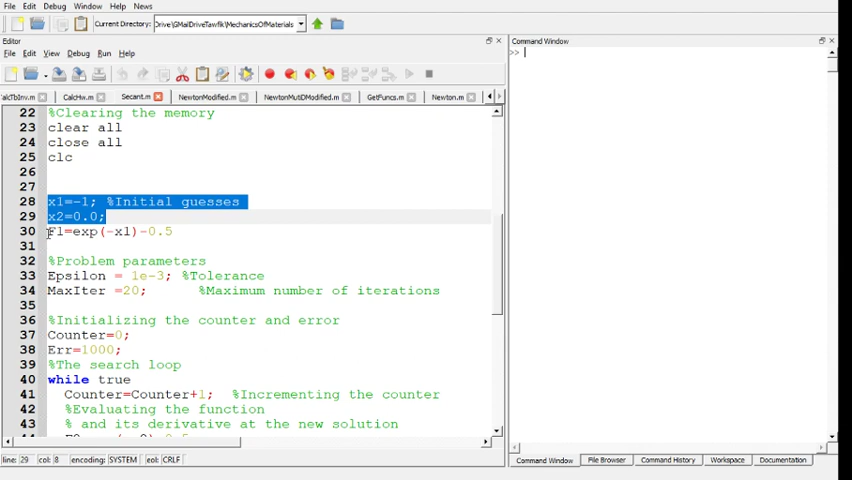 File Edit View Debug Window Help News
Current Directory: Drive\GMailDriveTawfik\MechanicsOfMaterials
Editor
File Edit View Debug Run Help
alcTbInv.m CalcHw.m Secant.m NewtonModified.m NewtonMutiDModified.m GetFuncs.m Newton.m
22 %Clearing the memory
23 clear all
24 close all
25 clc
26
27
28 x1=-1; %Initial guesses
29 x2=0.0;
30 F1=exp(-x1)-0.5
31
32 %Problem parameters
33 Epsilon = 1e-3; %Tolerance
34 MaxIter =20; %Maximum number of iterations
35
36 %Initializing the counter and error
37 Counter=0;
38 Err=1000;
39 %The search loop
40 while true
41 Counter=Counter+1; %Incrementing the counter
42 %Evaluating the function
43 % and its derivative at the new solution
line: 29 col: 8 encoding: SYSTEM eol: CRLF
Command Window
>>
Command Window File Browser Command History Workspace Documentation